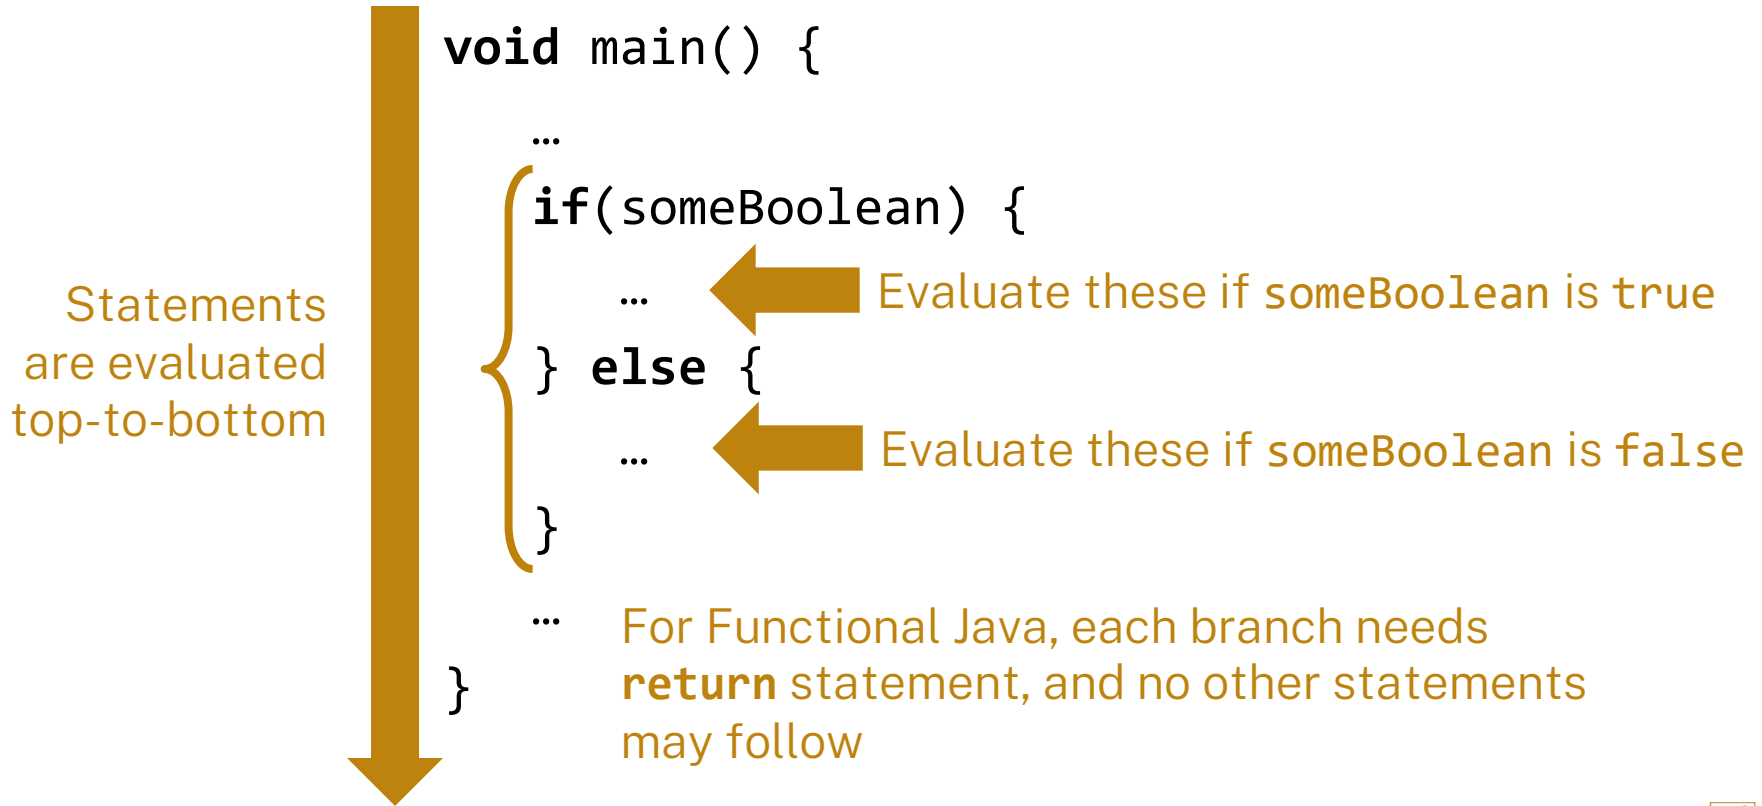 void main() {
…
if(someBoolean) {
… Evaluate these if someBoolean is true
Statements
are evaluated
top-to-bottom
} else {
… Evaluate these if someBoolean is false
}
…
For Functional Java, each branch needs
return statement, and no other statements
may follow
}